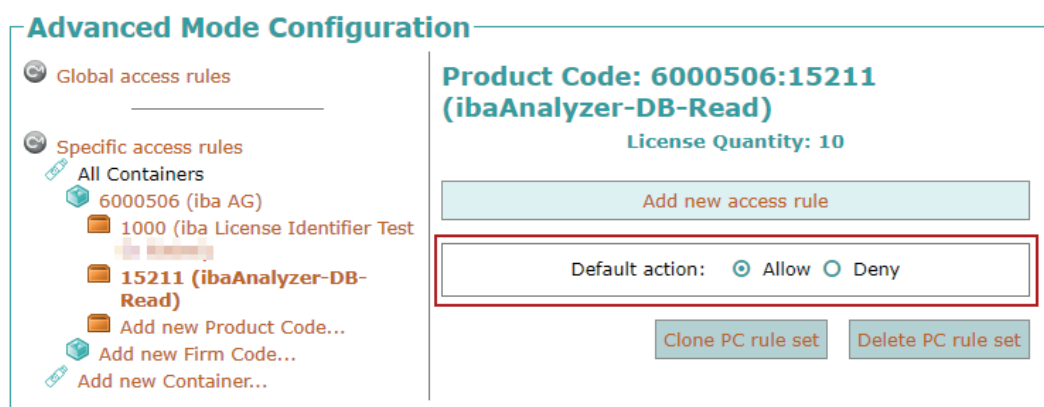 Advanced Mode Configuration
Global access rules
Specific access rules
All Containers
6000506 (iba AG)
1000 (iba License Identifier Test
15211 (ibaAnalyzer-DB-
Read)
Add new Product Code...
Add new Firm Code...
Add new Container...
Product Code: 6000506:15211
(ibaAnalyzer-DB-Read)
License Quantity: 10
Add new access rule
Default action: Allow Deny
Clone PC rule set Delete PC rule set